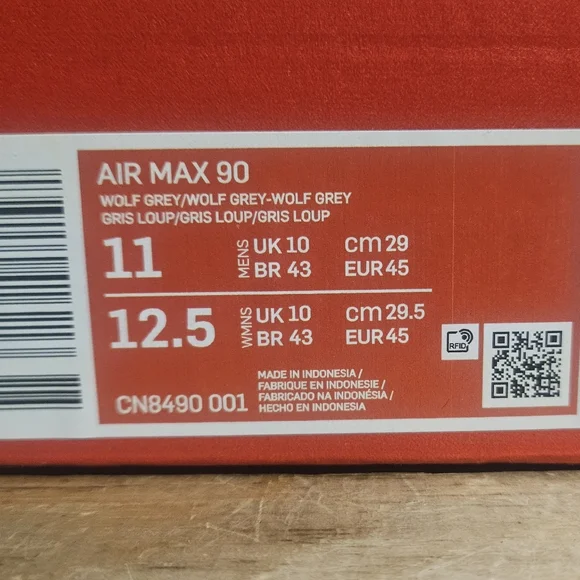 AIR MAX 90
WOLF GREY/WOLF GREY-WOLF GREY
GRIS LOUP/GRIS LOUP/GRIS LOUP
11 MENS UK 10 cm 29
BR 43 EUR 45
12.5 WMNS UK 10 cm 29.5
BR 43 EUR 45
RFID
MADE IN INDONESIA /
FABRIQUE EN INDONESIE /
FABRICADO NA INDONÉSIA /
HECHO EN INDONESIA
CN8490 001